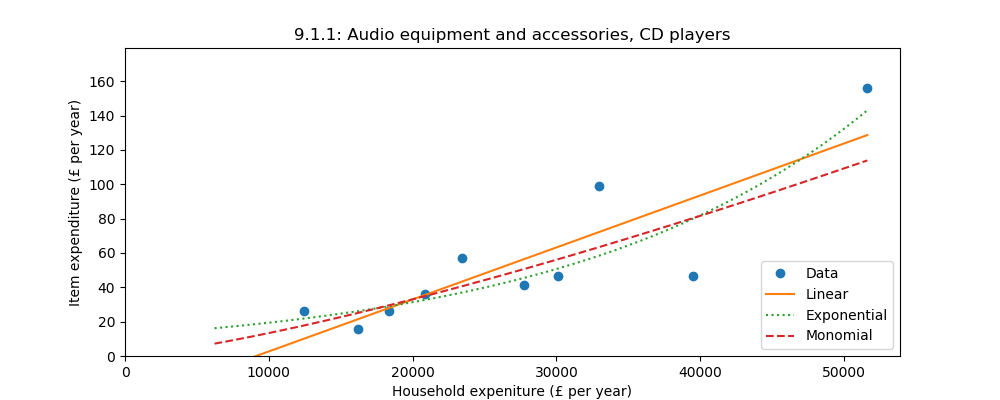 9.1.1: Audio equipment and accessories, CD players
Item expenditure (£ per year)
160
140
120
100
80
60
40
20
0
0 10000 20000 30000 40000 50000
Household expeniture (£ per year)
Data
Linear
Exponential
Monomial